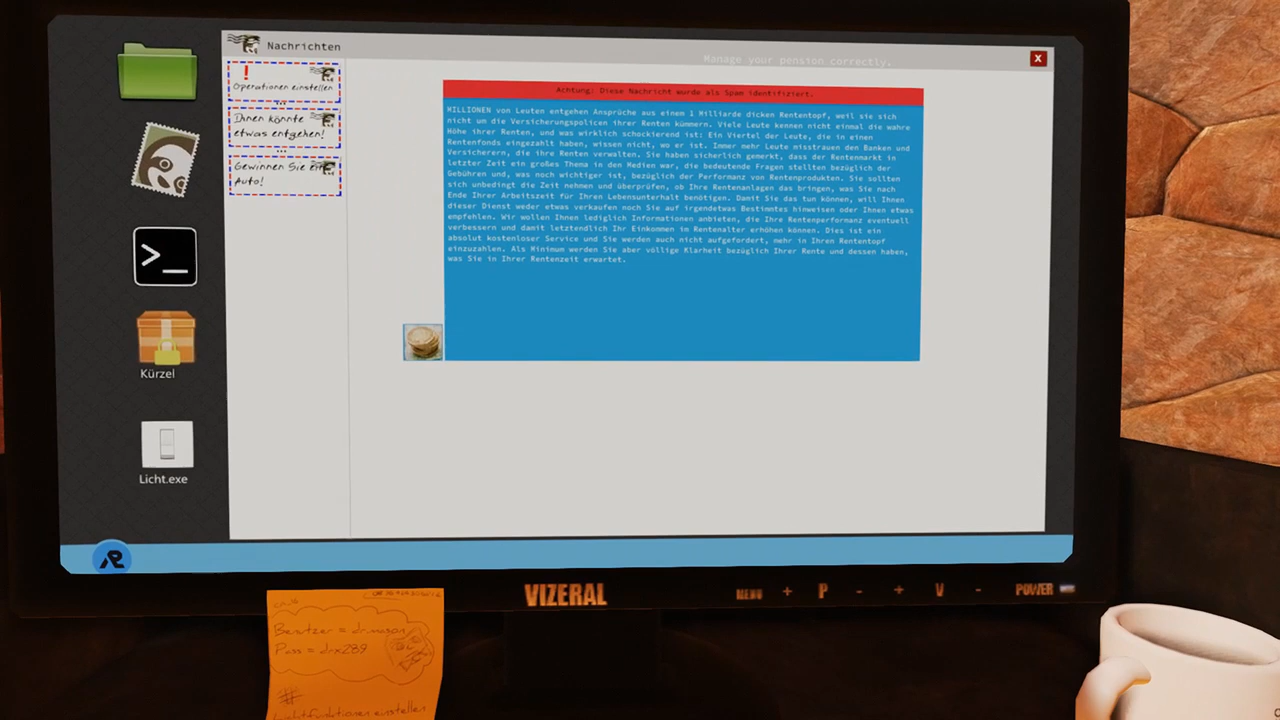 Nachrichten
Manage your pension correctly.
X
! Operationen einstellen
...
Ihnen könnte
etwas entgehen!
...
Gewinnen Sie ein
Auto!
Achtung: Diese Nachricht wurde als Spam identifiziert.
MILLIONEN von Leuten entgehen Ansprüche aus einem 1 Milliarde dicken Rententopf, weil sie sich
nicht um die Versicherungspolicen ihrer Renten kümmern. Viele Leute kennen nicht einmal die wahre
Höhe ihrer Renten, und was wirklich schockierend ist: Ein Viertel der Leute, die in einen
Rentenfonds eingezahlt haben, wissen nicht, wo er ist. Immer mehr Leute misstrauen den Banken und
Versicherern, die ihre Renten verwalten. Sie haben sicherlich gemerkt, dass der Rentenmarkt in
letzter Zeit ein großes Thema in den Medien war, die bedeutende Fragen stellten bezüglich der
Gebühren und, was noch wichtiger ist, bezüglich der Performanz von Rentenprodukten. Sie sollten
sich unbedingt die Zeit nehmen und überprüfen, ob Ihre Rentenanlagen das bringen, was Sie nach
Ende Ihrer Arbeitszeit für Ihren Lebensunterhalt benötigen. Damit Sie das tun können, will Ihnen
dieser Dienst weder etwas verkaufen noch Sie auf irgendetwas Bestimmtes hinweisen oder Ihnen etwas
empfehlen. Wir wollen Ihnen lediglich Informationen anbieten, die Ihre Rentenperformanz eventuell
verbessern und damit letztendlich Ihr Einkommen im Rentenalter erhöhen können. Dies ist ein
absolut kostenloser Service und Sie werden auch nicht aufgefordert, mehr in Ihren Rententopf
einzuzahlen. Als Minimum werden Sie aber völlige Klarheit bezüglich Ihrer Rente und dessen haben,
was Sie in Ihrer Rentenzeit erwartet.
>_
Kürzel
Licht.exe
VIZERAL
MENU + P - + V - POWER
Benutzer = dr.mason
Pass = drx289
#
einstellen